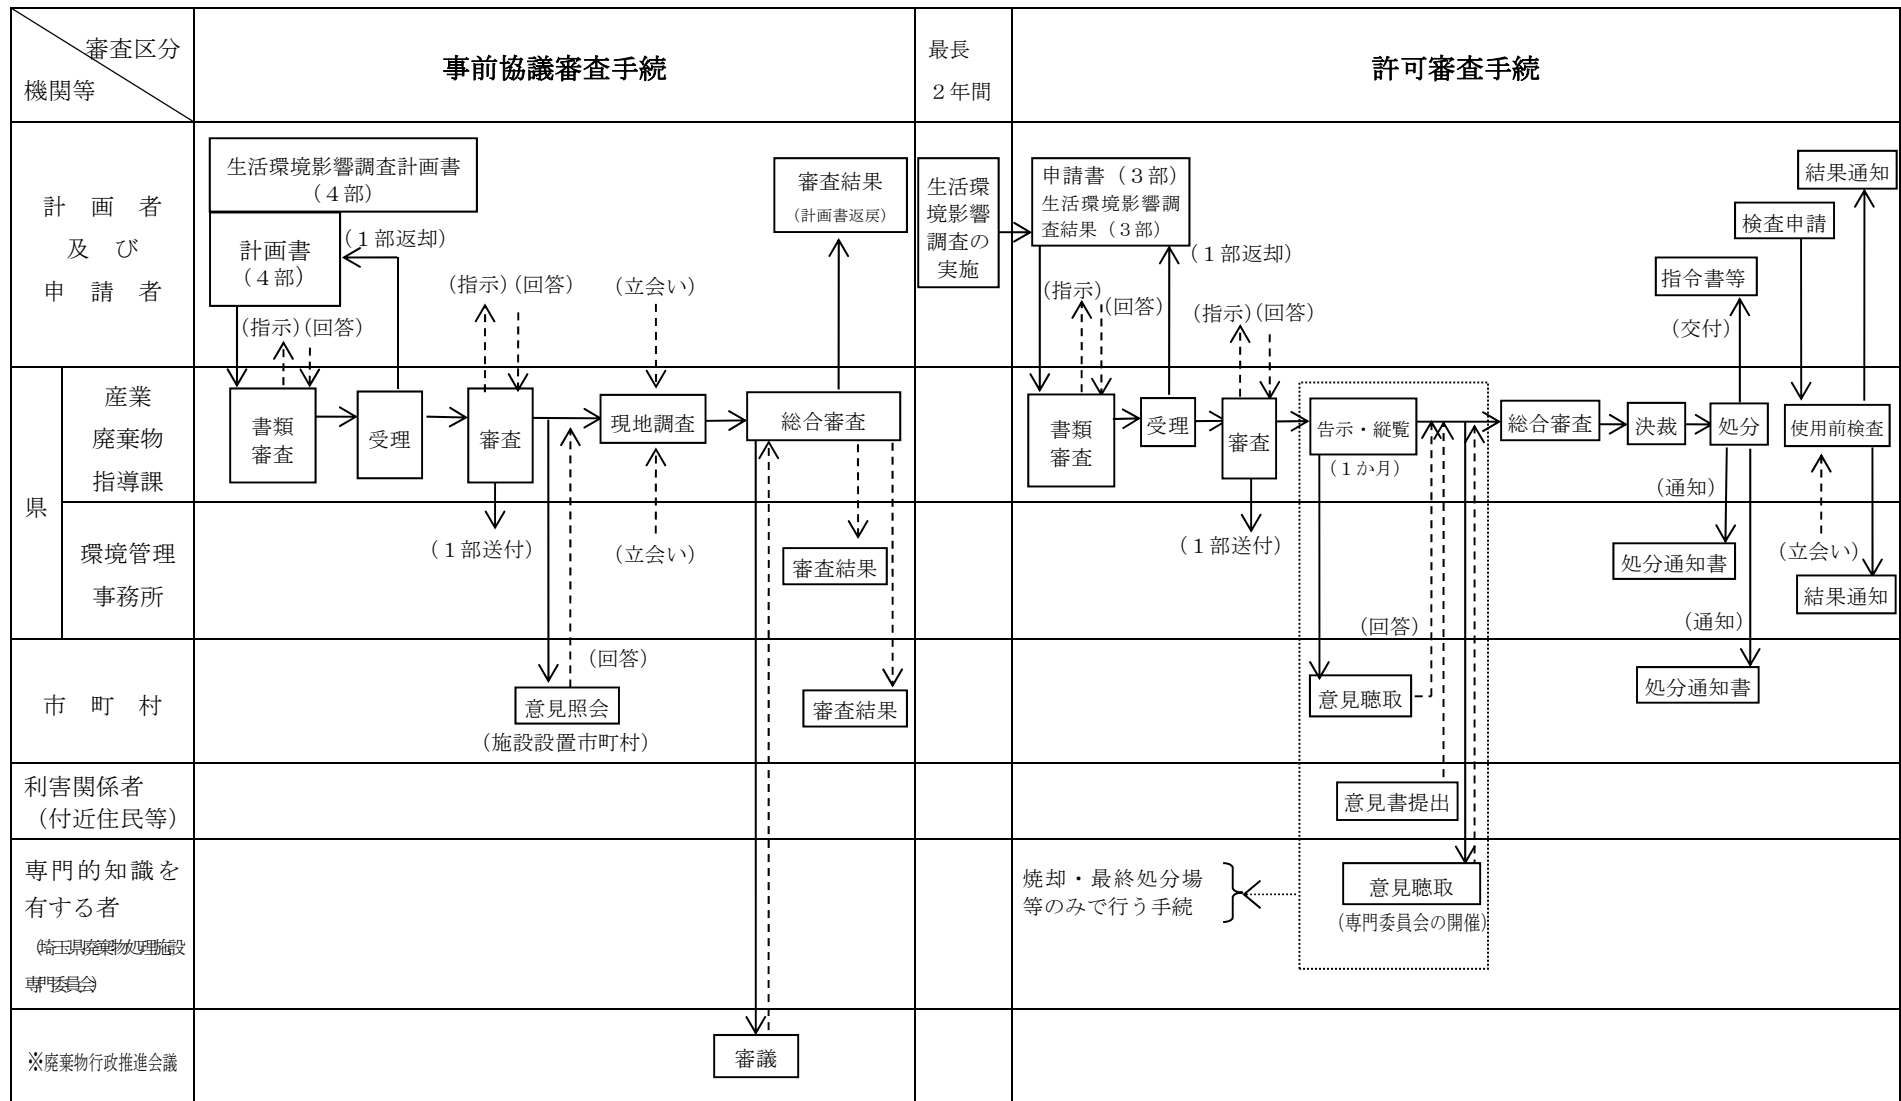 審査区分
機関等
事前協議審査手続
最長
２年間
許可審査手続
計　画　者
及　び
申　請　者
生活環境影響調査計画書
（４部）
計画書
（４部）
（１部返却）
（指示）（回答）
（指示）（回答）
（立会い）
審査結果
（計画書返戻）
生活環
境影響
調査の
実施
申請書（３部）
生活環境影響調
査結果（３部）
（１部返却）
（指示）
（回答）
（指示）（回答）
結果通知
検査申請
指令書等
（交付）
県
産業
廃棄物
指導課
書類
審査
受理
審査
現地調査
総合審査
書類
審査
受理
審査
告示・縦覧
（１か月）
総合審査
決裁
処分
使用前検査
（通知）
環境管理
事務所
（１部送付）
（立会い）
審査結果
（１部送付）
処分通知書
（立会い）
結果通知
（回答）
（通知）
市　町　村
（回答）
意見照会
（施設設置市町村）
審査結果
意見聴取
処分通知書
利害関係者
（付近住民等）
意見書提出
専門的知識を
有する者
（埼玉県廃棄物処理施設
専門委員会）
焼却・最終処分場
等のみで行う手続
意見聴取
（専門委員会の開催）
※廃棄物行政推進会議
審議